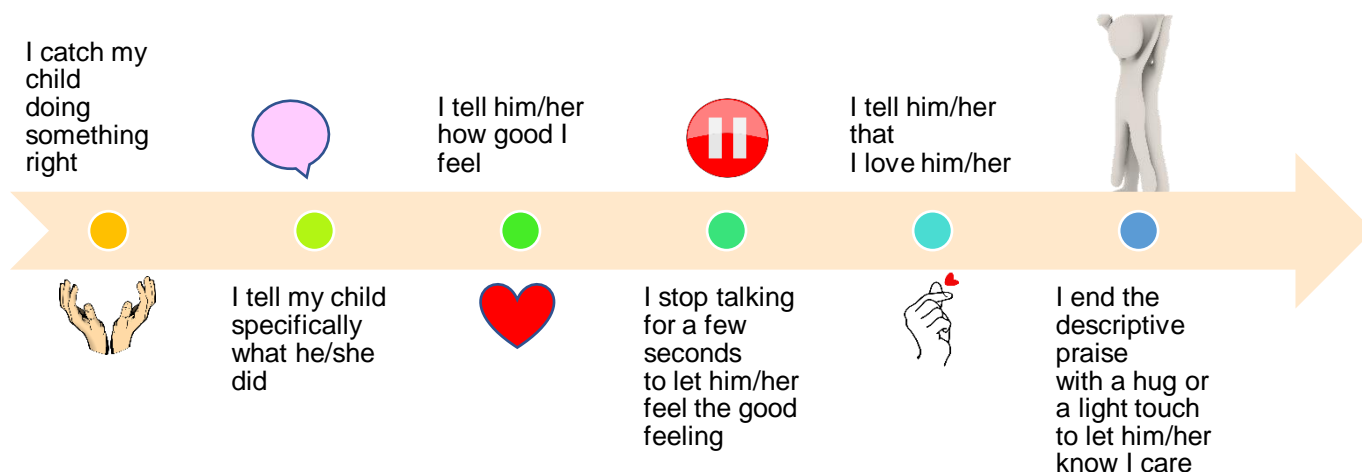 I catch my
child
doing
something
right
I tell my child
specifically
what he/she
did
I tell him/her
how good I
feel
I stop talking
for a few
seconds
to let him/her
feel the good
feeling
I tell him/her
that
I love him/her
I end the
descriptive
praise
with a hug or
a light touch
to let him/her
know I care